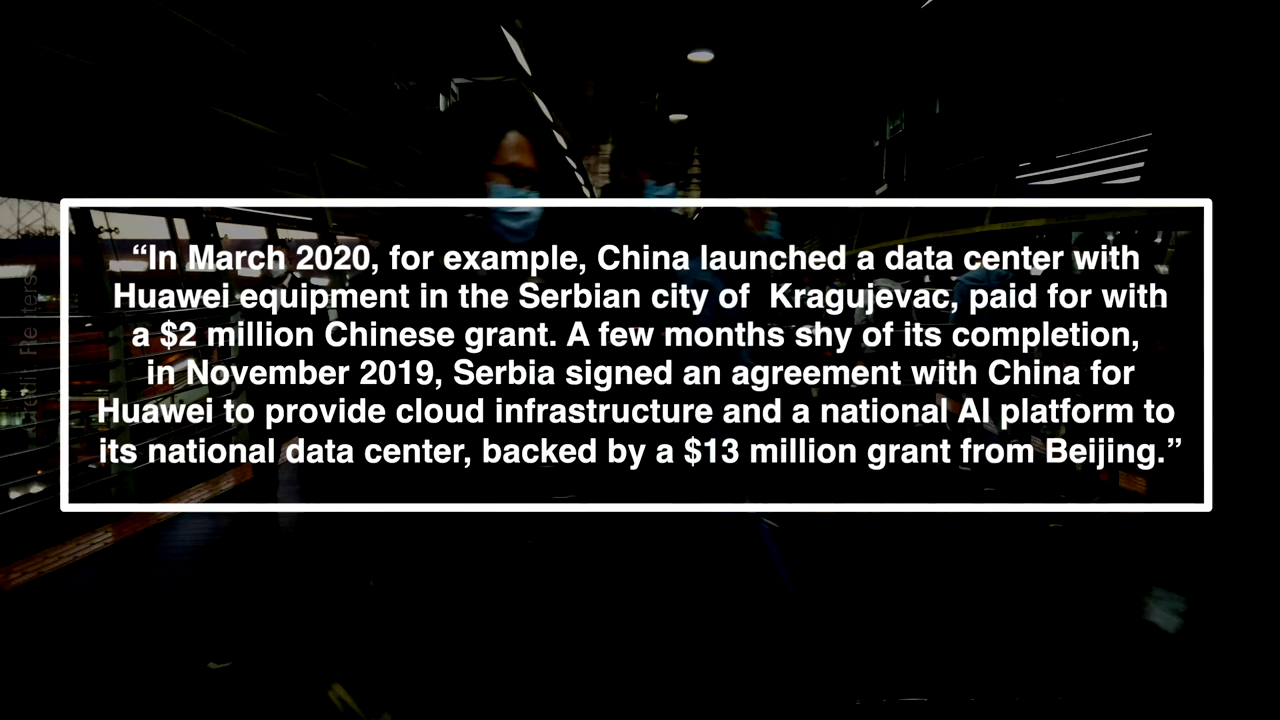 “In March 2020, for example, China launched a data center with
Huawei equipment in the Serbian city of  Kragujevac, paid for with
a $2 million Chinese grant. A few months shy of its completion,
in November 2019, Serbia signed an agreement with China for
Huawei to provide cloud infrastructure and a national AI platform to
its national data center, backed by a $13 million grant from Beijing.”
Credit Reuters